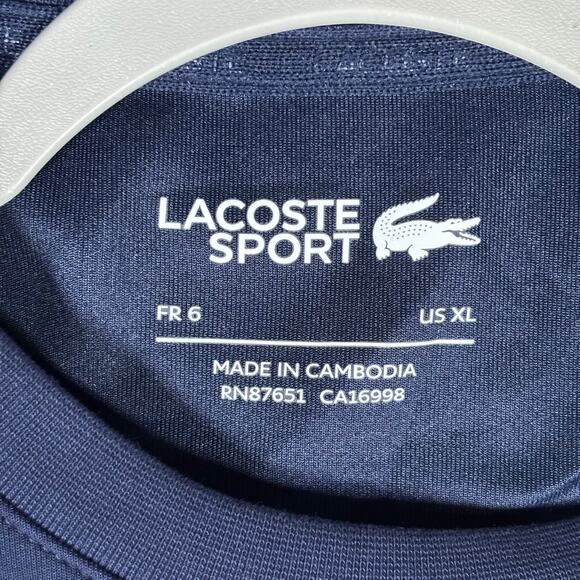 LACOSTE
SPORT
FR 6 US XL
MADE IN CAMBODIA
RN87651 CA16998